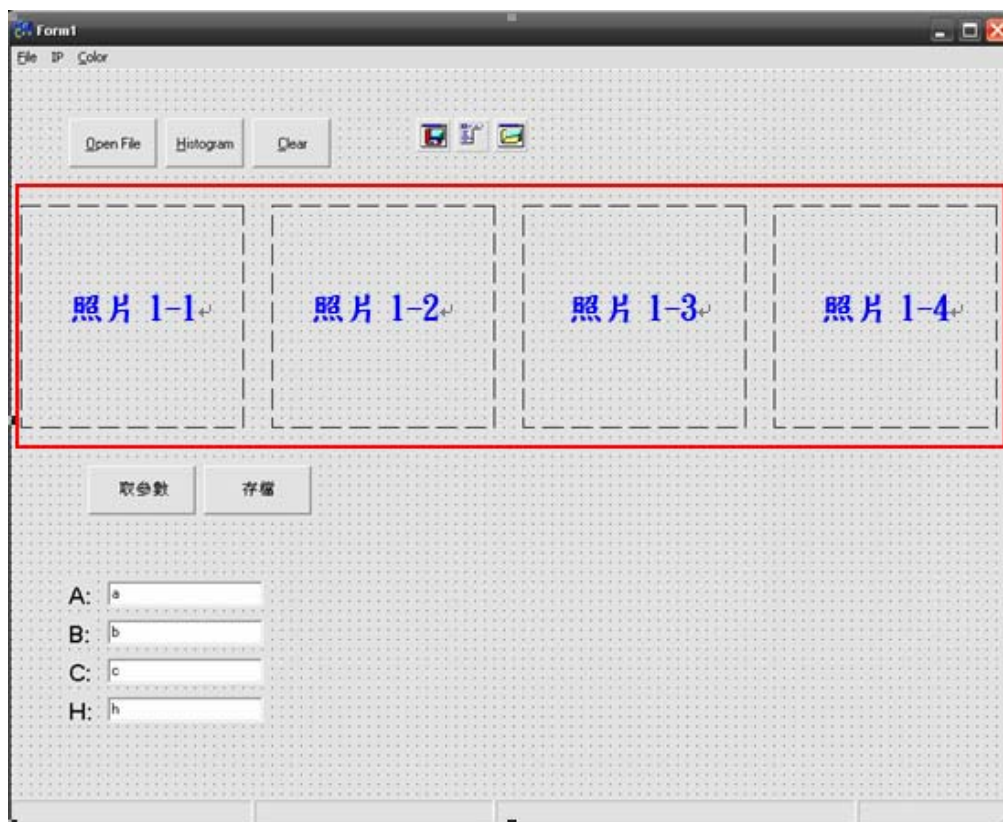 Form1
File IP Color
Open File Histogram Clear
照片 1-1 照片 1-2 照片 1-3 照片 1-4
取參數 存檔
A: a
B: b
C: c
H: h